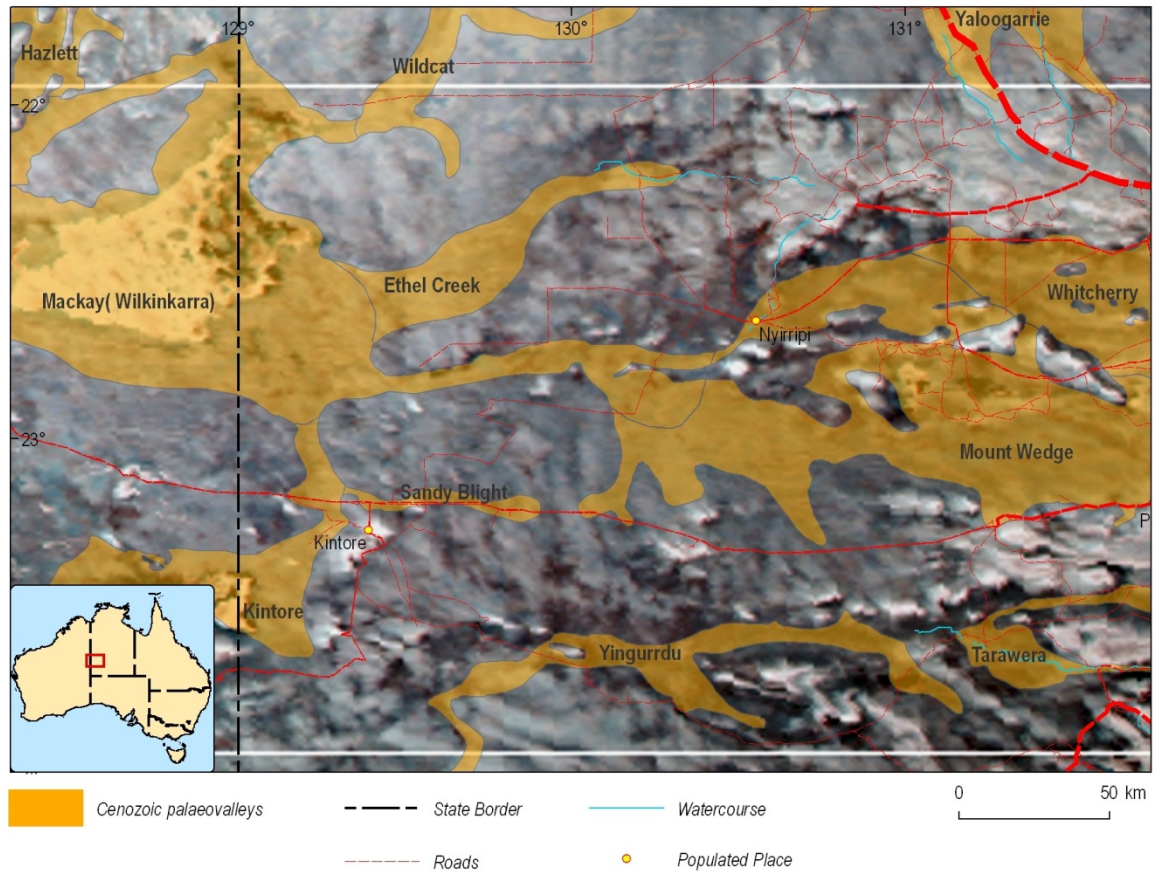 129°
130°
131°
Yaloogarrie
Hazlett
Wildcat
22°
Mackay( Wilkinkarra)
Ethel Creek
Whitcherry
Nyirripi
23°
Mount Wedge
Sandy Blight
P
Kintore
Kintore
Yingurrdu
Tarawera
Cenozoic palaeovalleys
State Border
Watercourse
0 50 km
Roads
Populated Place